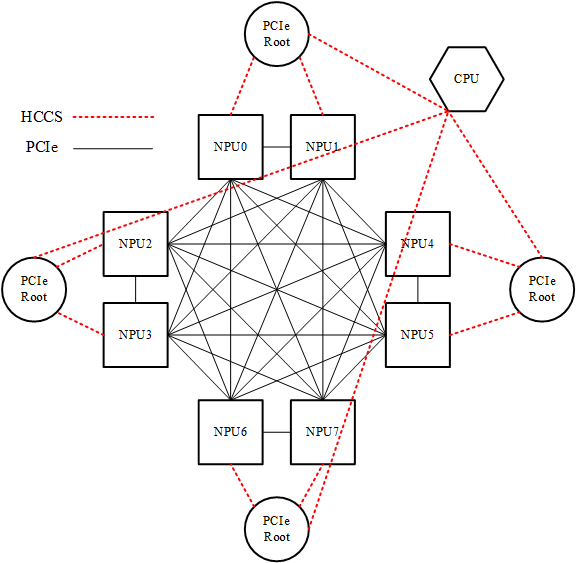 PCIe
Root
CPU
HCCS
PCIe
NPU0
NPU1
NPU2
NPU4
PCIe
Root
PCIe
Root
NPU3
NPU5
NPU6
NPU7
PCIe
Root